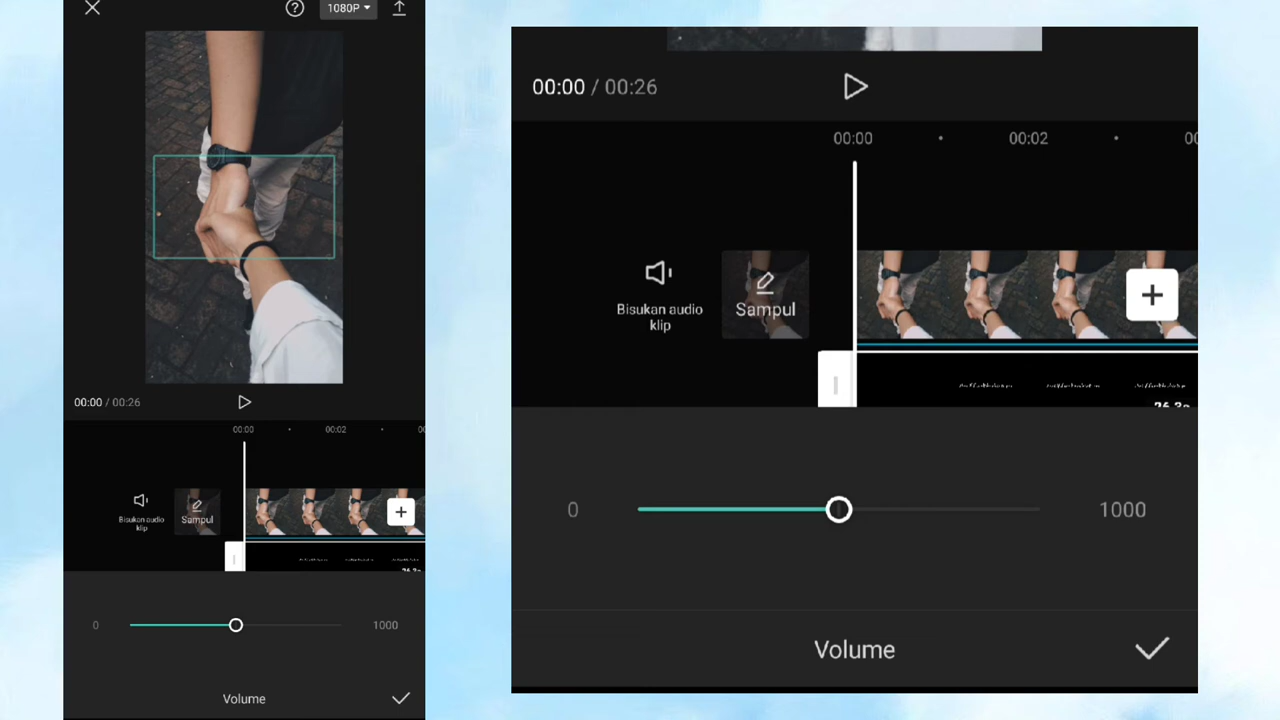 1080P
00:00 / 00:26
00:00
00:02
Bisukan audio
klip
Sampul
0
1000
Volume
00:00 / 00:26
00:00
00:02
Bisukan audio
klip
Sampul
0
1000
Volume